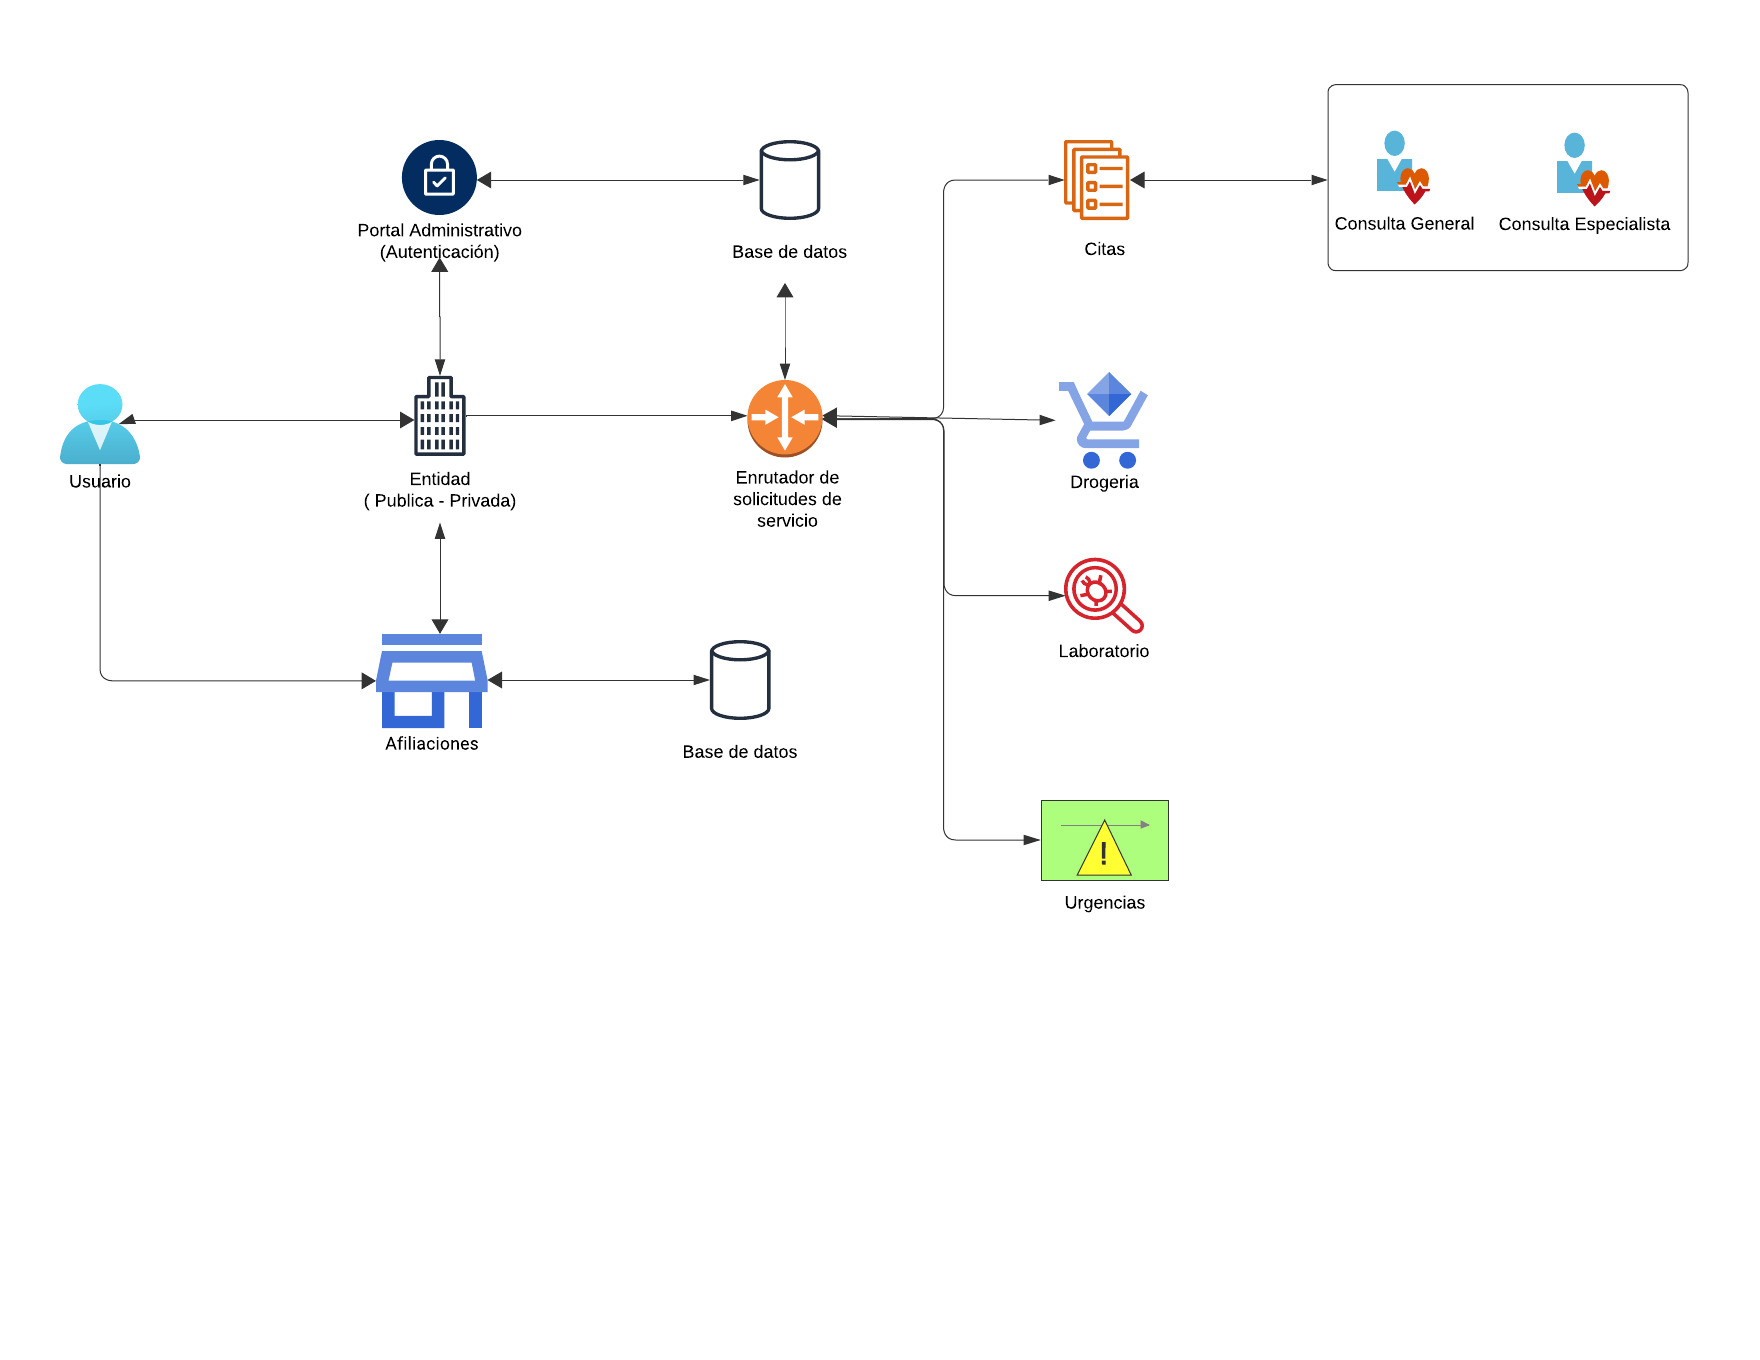 Portal Administrativo
(Autenticación)
Base de datos
Citas
Consulta General
Consulta Especialista
Usuario
Entidad
( Publica - Privada)
Enrutador de
solicitudes de
servicio
Drogeria
Laboratorio
Afiliaciones
Base de datos
!
Urgencias